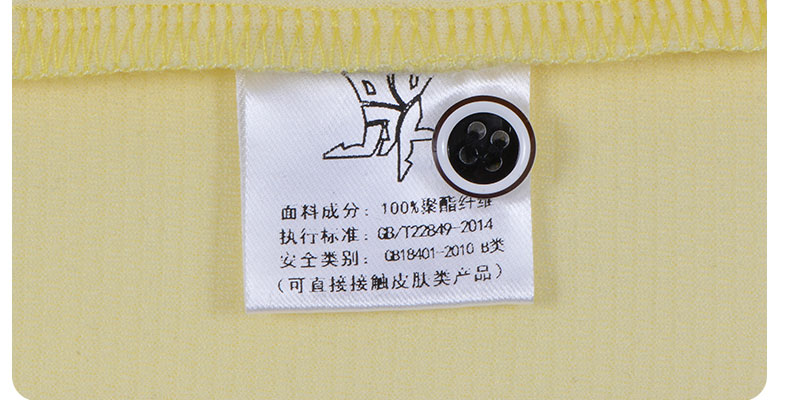 面料成分： 100%聚酯纤维
执行标准： GB/T22849-2014
安全类别： GB18401-2010 B类
（可直接接触皮肤类产品）